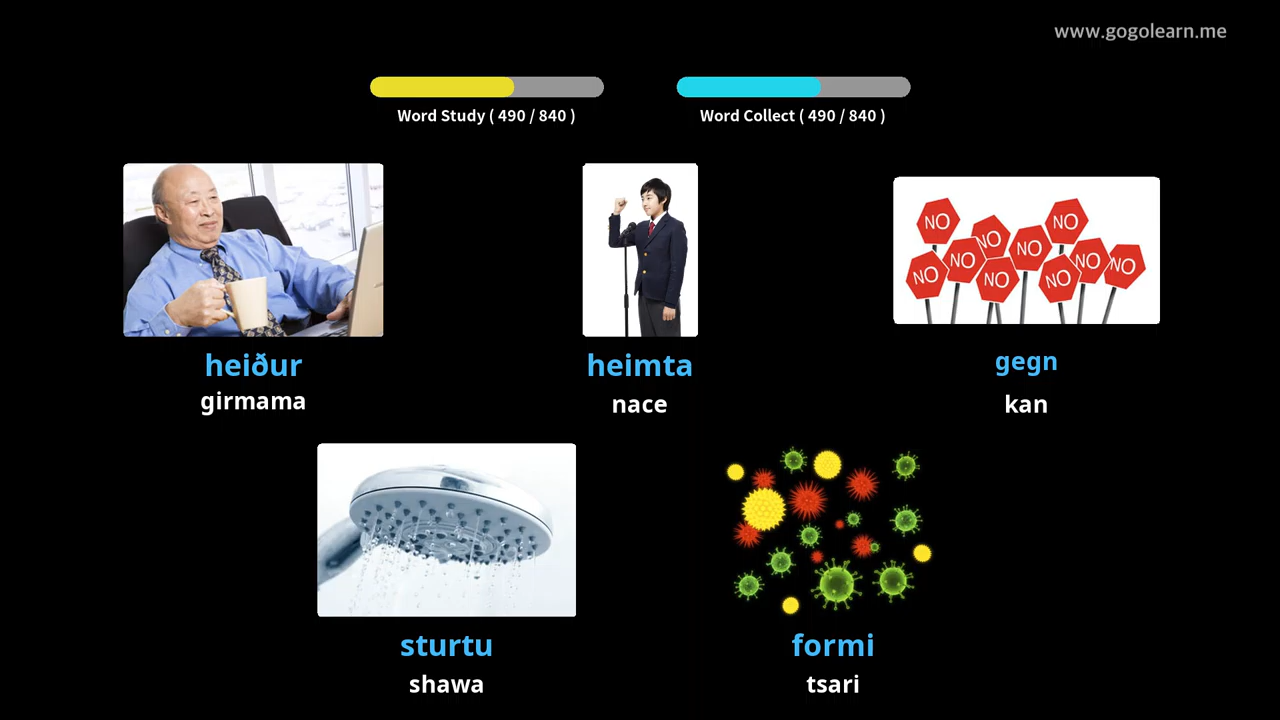 www.gogolearn.me
Word Study ( 490 / 840 )
Word Collect ( 490 / 840 )
NO
NO
NO
NO
NO
NO
NO
NO
NO
NO
heiður
girmama
heimta
nace
gegn
kan
sturtu
shawa
formi
tsari